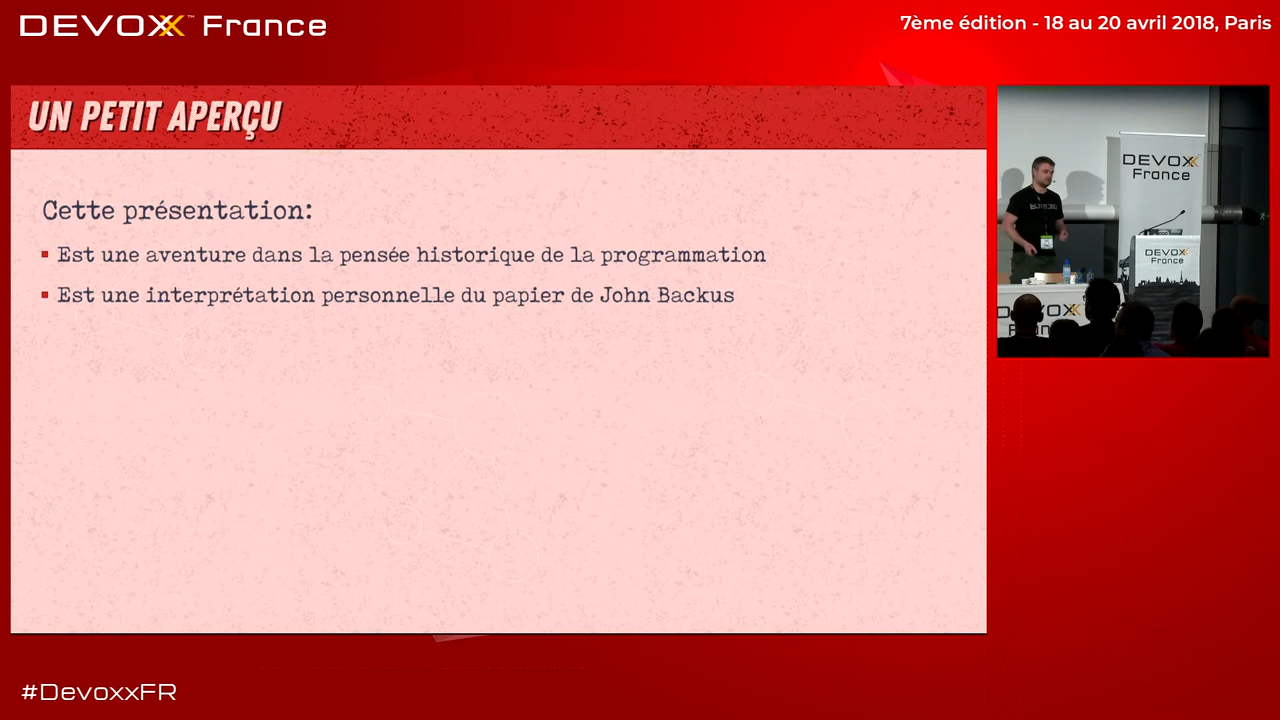 DEVOXX™ France
7ème édition - 18 au 20 avril 2018, Paris
UN PETIT APERÇU
Cette présentation:
▪ Est une aventure dans la pensée historique de la programmation
▪ Est une interprétation personnelle du papier de John Backus
DEVOXX
France
DEVOXX
France
#DevoxxFR